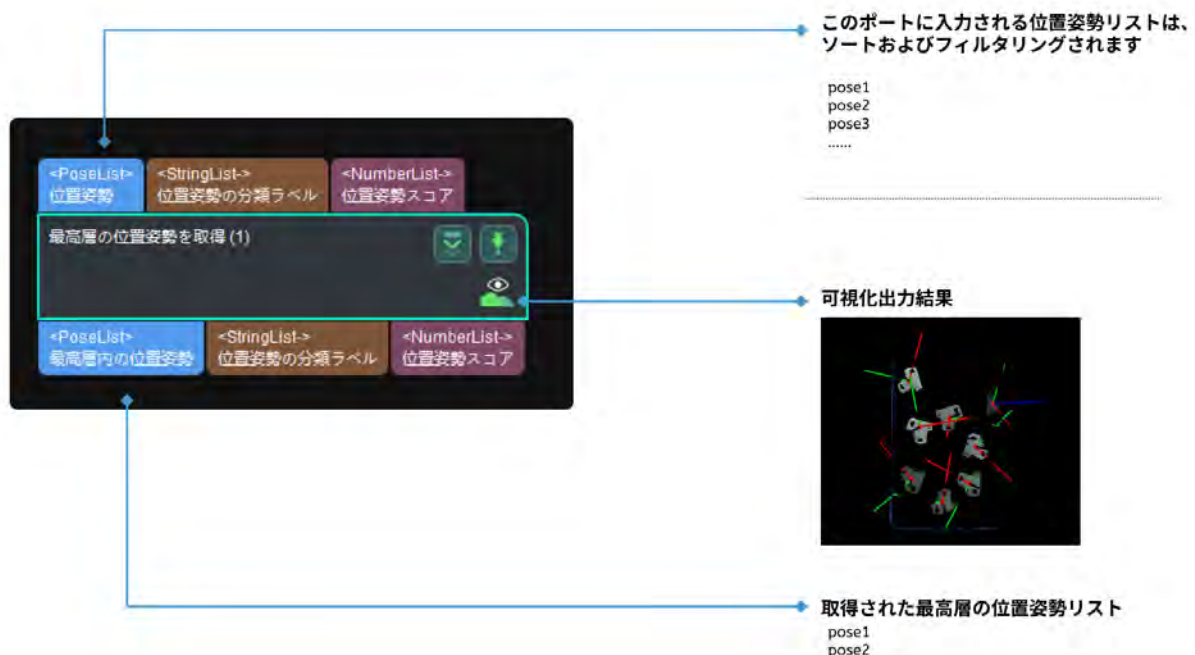 このポートに入力される位置姿勢リストは、
ソートおよびフィルタリングされます
pose1
pose2
pose3
......
<PoseList>
位置姿勢
<StringList->
位置姿勢の分類ラベル
<NumberList->
位置姿勢スコア
最高層の位置姿勢を取得 (1)
<PoseList>
最高層内の位置姿勢
<StringList->
位置姿勢の分類ラベル
<NumberList->
位置姿勢スコア
可視化出力結果
取得された最高層の位置姿勢リスト
pose1
pose2